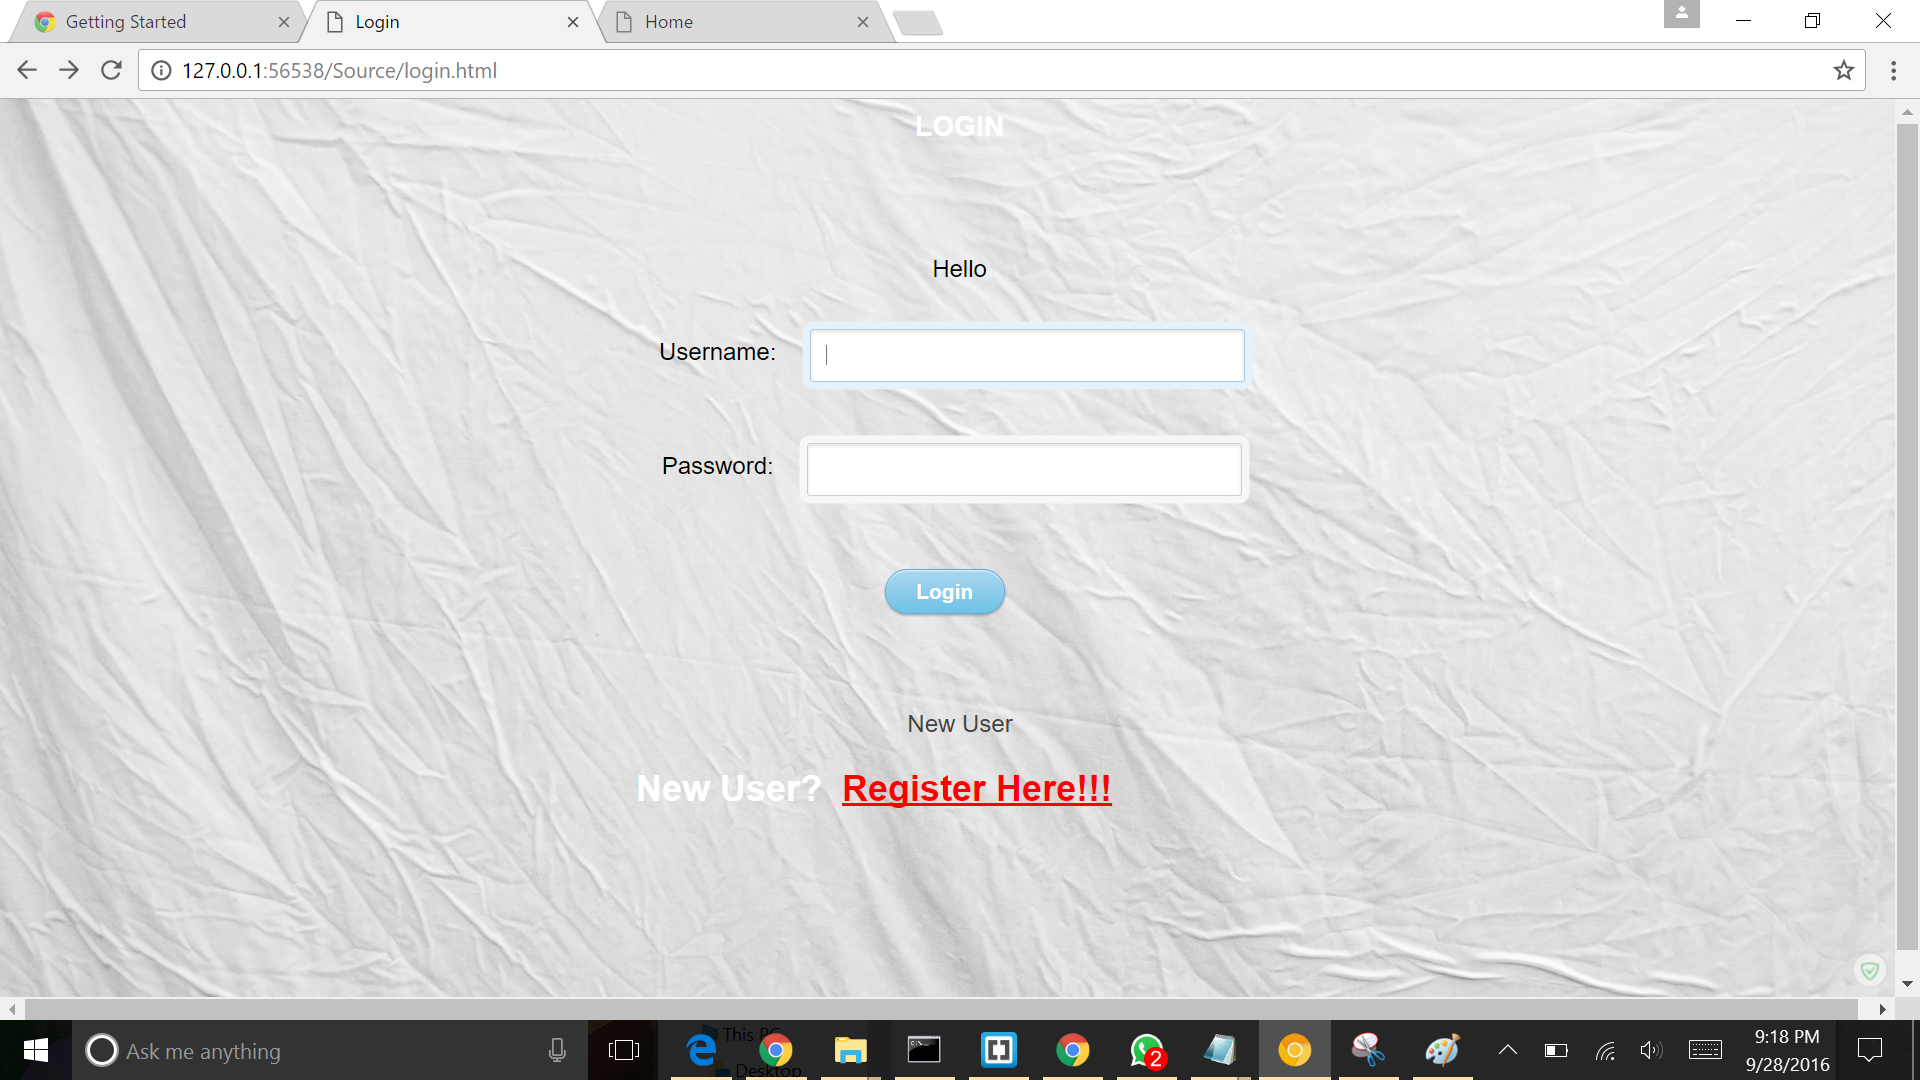 Getting Started
Login
Home
127.0.0.1:56538/Source/login.html
LOGIN
Hello
Username:
Password:
Login
New User
New User? Register Here!!!
Ask me anything
This PC
Desktop
2
9:18 PM
9/28/2016